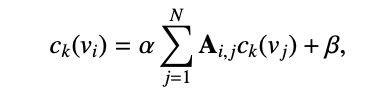 c_k(v_i) = α ∑_{j=1}^{N} A_{i,j}c_k(v_j) + β,